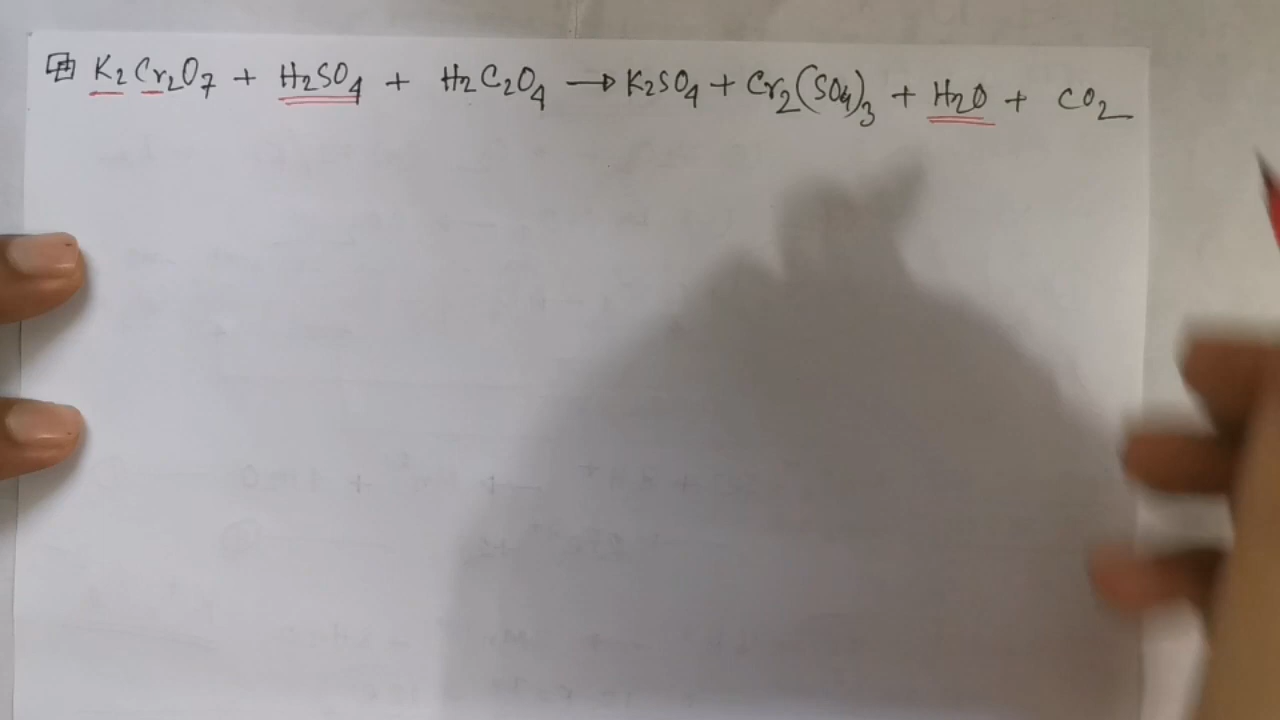 K₂Cr₂O₇ + H₂SO₄ + H₂C₂O₄ → K₂SO₄ + Cr₂(SO₄)₃ + H₂O + CO₂